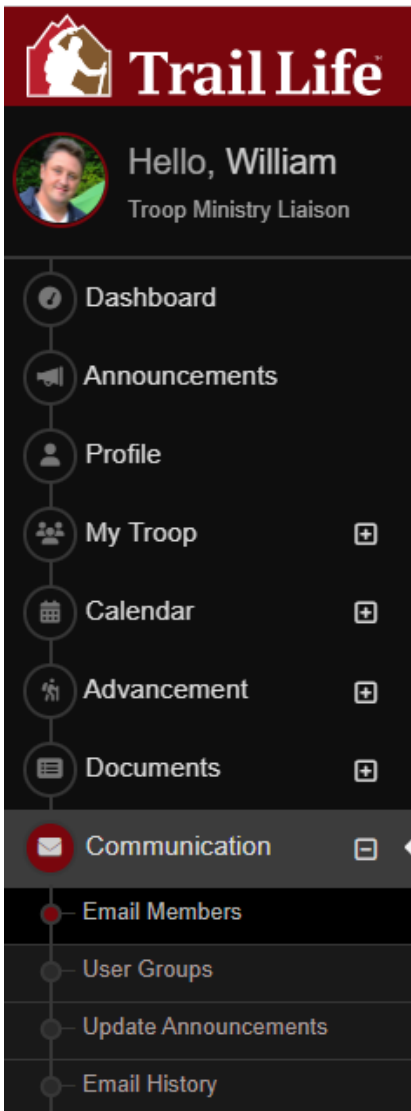 Trail Life
Hello, William
Troop Ministry Liaison
Dashboard
Announcements
Profile
My Troop
Calendar
Advancement
Documents
Communication
Email Members
User Groups
Update Announcements
Email History